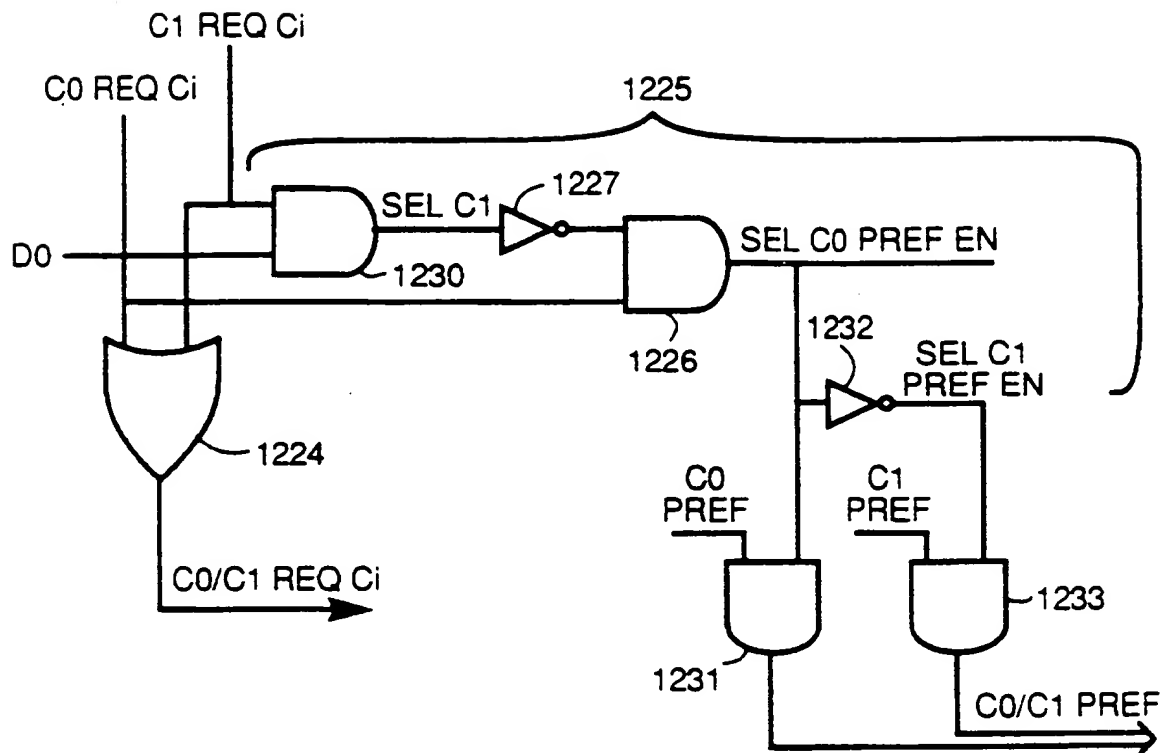 C1 REQ Ci
C0 REQ Ci
1225
1227
SEL C1
D0
1230
SEL C0 PREF EN
1226
1232
SEL C1
PREF EN
1224
C0
PREF
C1
PREF
C0/C1 REQ Ci
1233
1231
C0/C1 PREF